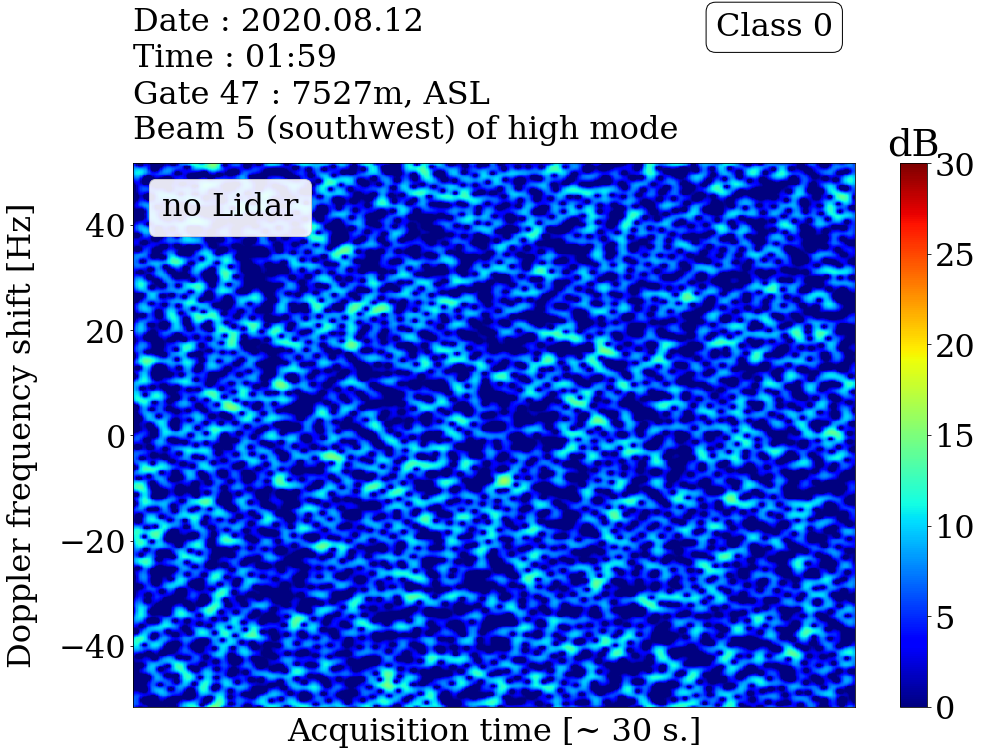 Date : 2020.08.12
Time : 01:59
Gate 47 : 7527m, ASL
Beam 5 (southwest) of high mode
Class 0
dB
no Lidar
Doppler frequency shift [Hz]
40
20
0
−20
−40
30
25
20
15
10
5
0
Acquisition time [~ 30 s.]